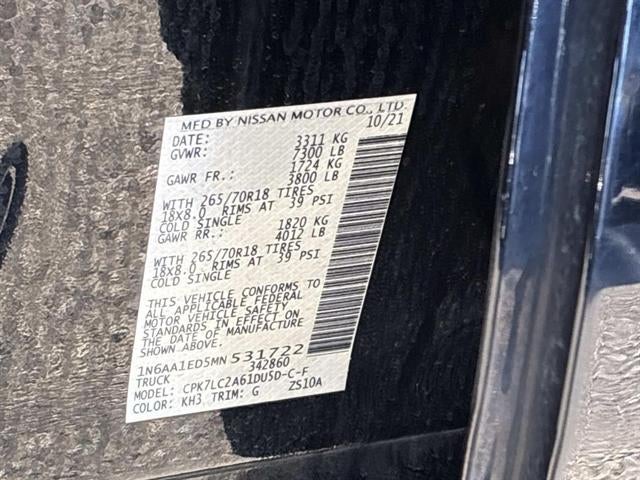 MFD BY NISSAN MOTOR CO., LTD
DATE: 10/21
GVWR: 3311 KG
7300 LB
GAWR FR.: 1724 KG
3800 LB
WITH 265/70R18 TIRES
18X8.0 RIMS AT 39 PSI
COLD SINGLE
GAWR RR.: 1820 KG
4012 LB
WITH 265/70R18 TIRES
18X8.0 RIMS AT 39 PSI
COLD SINGLE
THIS VEHICLE CONFORMS TO
ALL APPLICABLE FEDERAL
MOTOR VEHICLE SAFETY
STANDARDS IN EFFECT ON
THE DATE OF MANUFACTURE
SHOWN ABOVE.
1N6AA1ED5MN 531722
TRUCK 342860
MODEL: CPK7LC2A61DU5D-C-F
COLOR: KH3 TRIM: G ZS10A